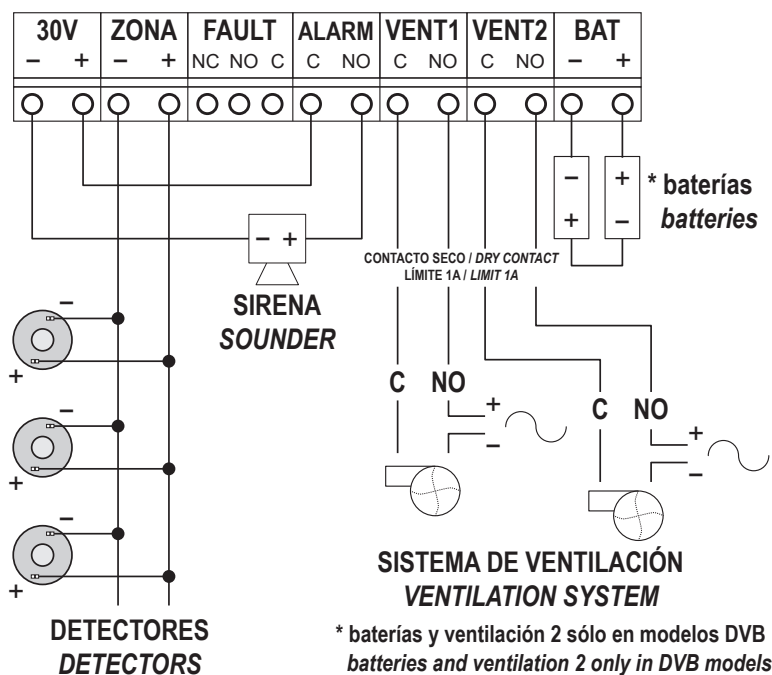 30V ZONA FAULT ALARM VENT1 VENT2 BAT
− + − + NC NO C C NO C NO C NO − +
− +
+ −
* baterías
batteries
− +
SIRENA
SOUNDER
CONTACTO SECO / DRY CONTACT
LÍMITE 1A / LIMIT 1A
−
+
−
+
−
+
C NO
+
−
C NO
+
−
DETECTORES
DETECTORS
SISTEMA DE VENTILACIÓN
VENTILATION SYSTEM
* baterías y ventilación 2 sólo en modelos DVB
batteries and ventilation 2 only in DVB models